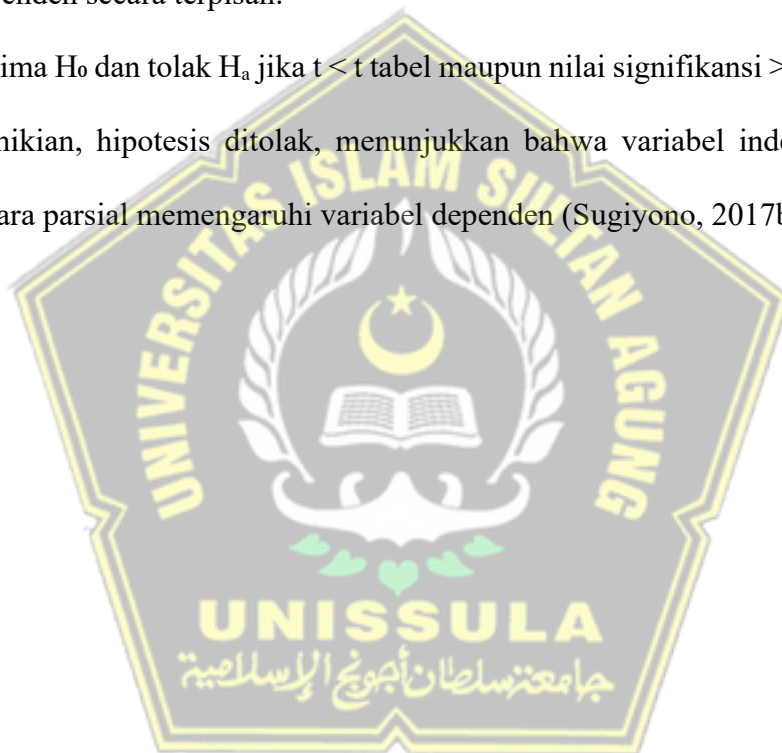 secara terpisah.
ima H₀ dan tolak Hₐ jika t < t tabel maupun nilai signifikansi >
mikian, hipotesis ditolak, menunjukkan bahwa variabel inde
ara parsial memengaruhi variabel dependen (Sugiyono, 2017b
UNIVERSITAS ISLAM SULTAN AGUNG
UNISSULA
جامعة سلطان أجونج الإسلامية